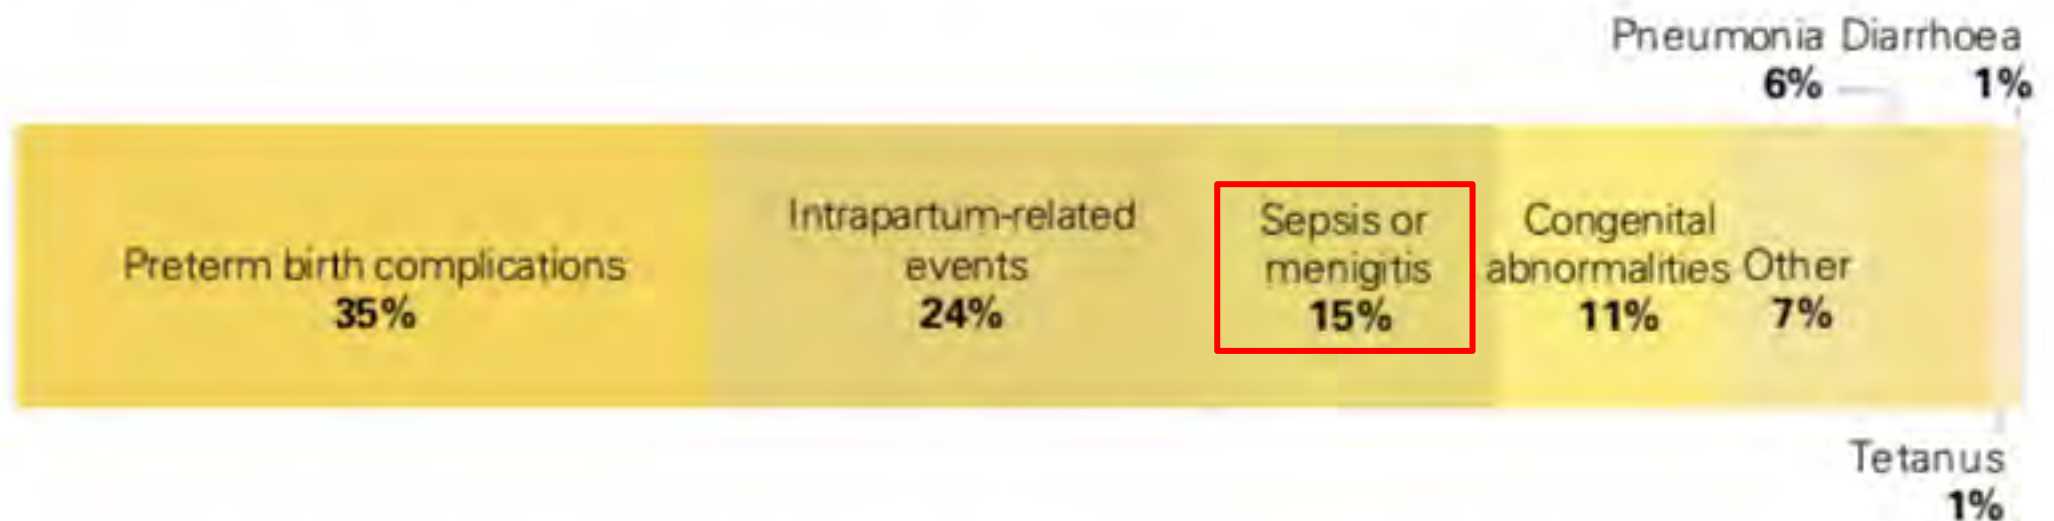 Pneumonia Diarrhoea
6% 1%
Preterm birth complications
35%
Intrapartum-related
events
24%
Sepsis or
menigitis
15%
Congenital
abnormalities
11%
Other
7%
Tetanus
1%